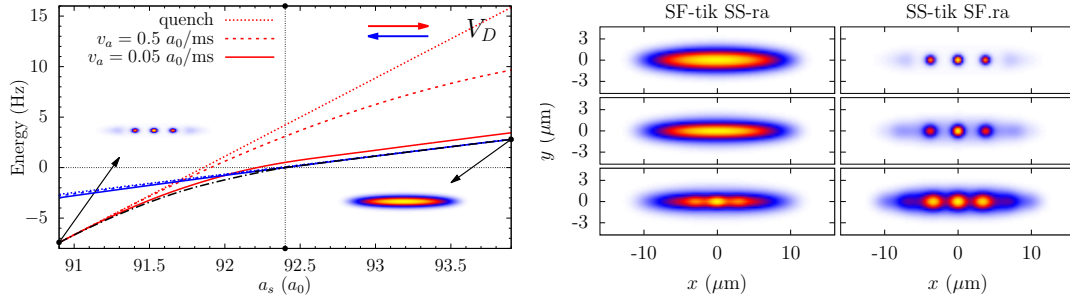 quench
v_a = 0.5 a_0/ms
v_a = 0.05 a_0/ms
V_D
Energy (Hz)
15
10
5
0
−5
91
91.5
92
92.5
93
93.5
a_s (a_0)
SF-tik SS-ra
SS-tik SF.ra
3
0
-3
3
0
-3
3
0
-3
y (μm)
-10
0
10
-10
0
10
x (μm)
x (μm)